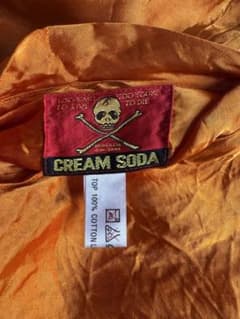 TOO FAST TOO YOUNG
TO LIVE TO DIE
CREAM SODA
TOP 100% COTTON L